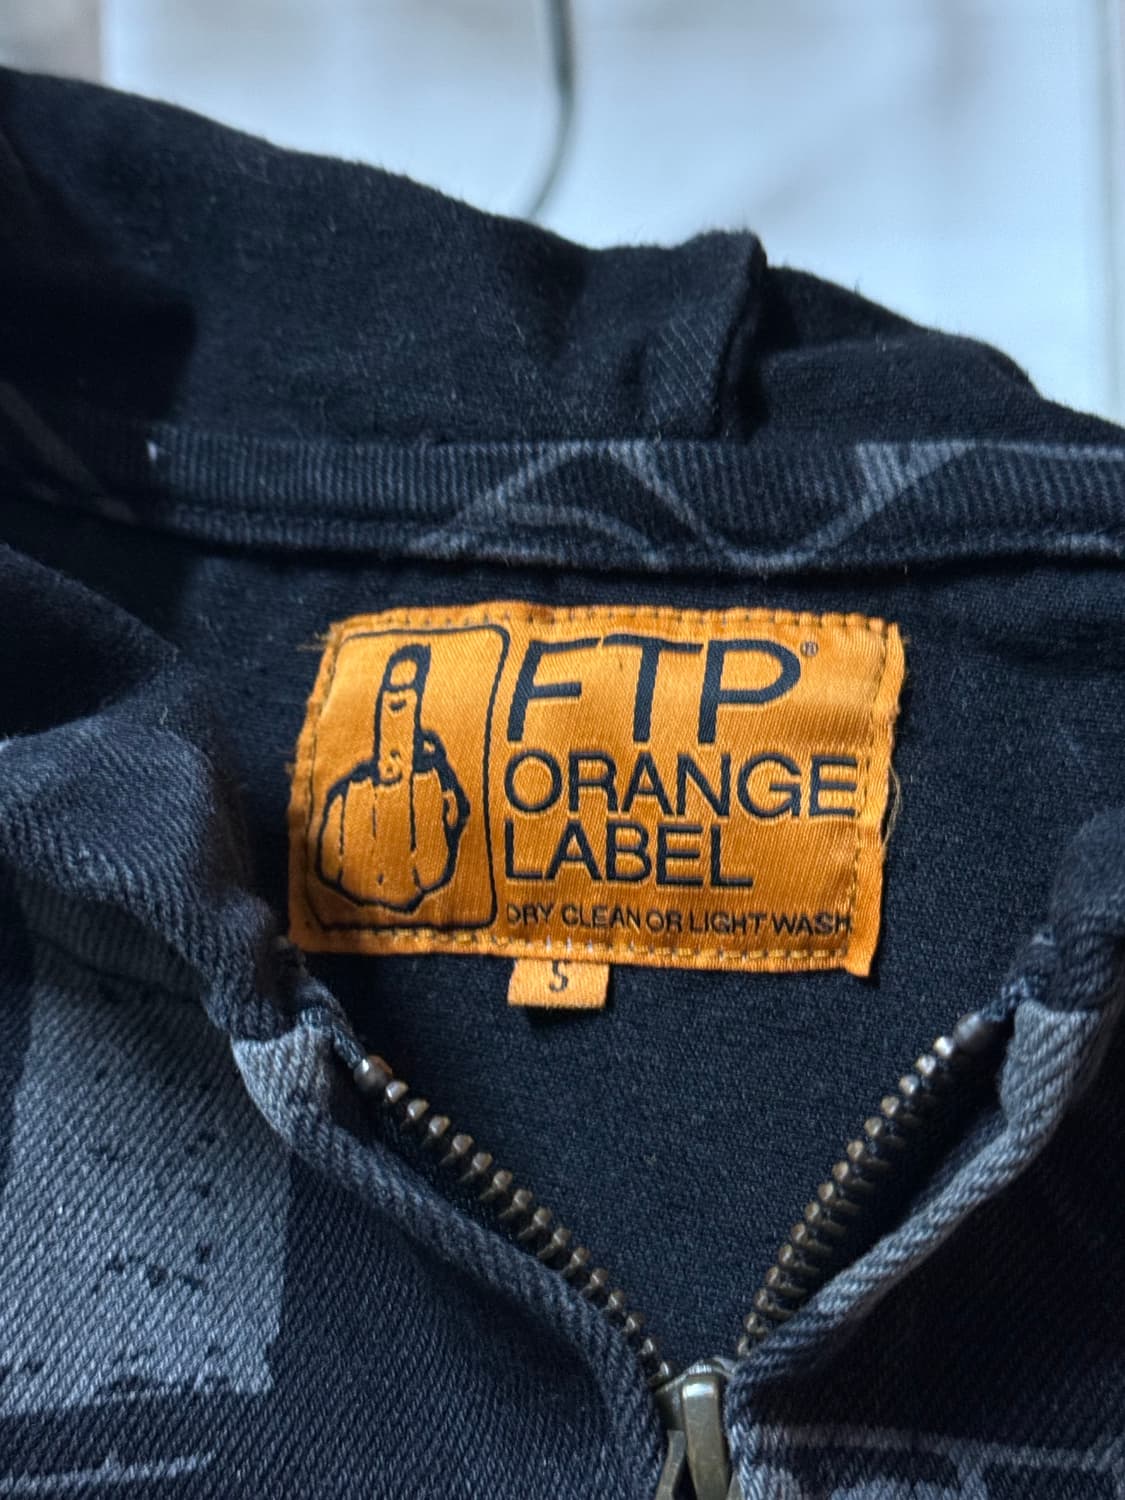 FTP®
ORANGE
LABEL
DRY CLEAN OR LIGHT WASH
S